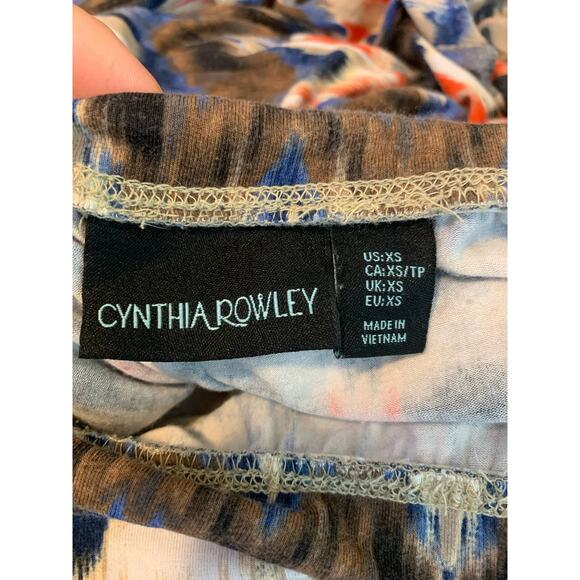 CYNTHIA ROWLEY
US:XS
CA:XS/TP
UK:XS
EU:XS
MADE IN
VIETNAM